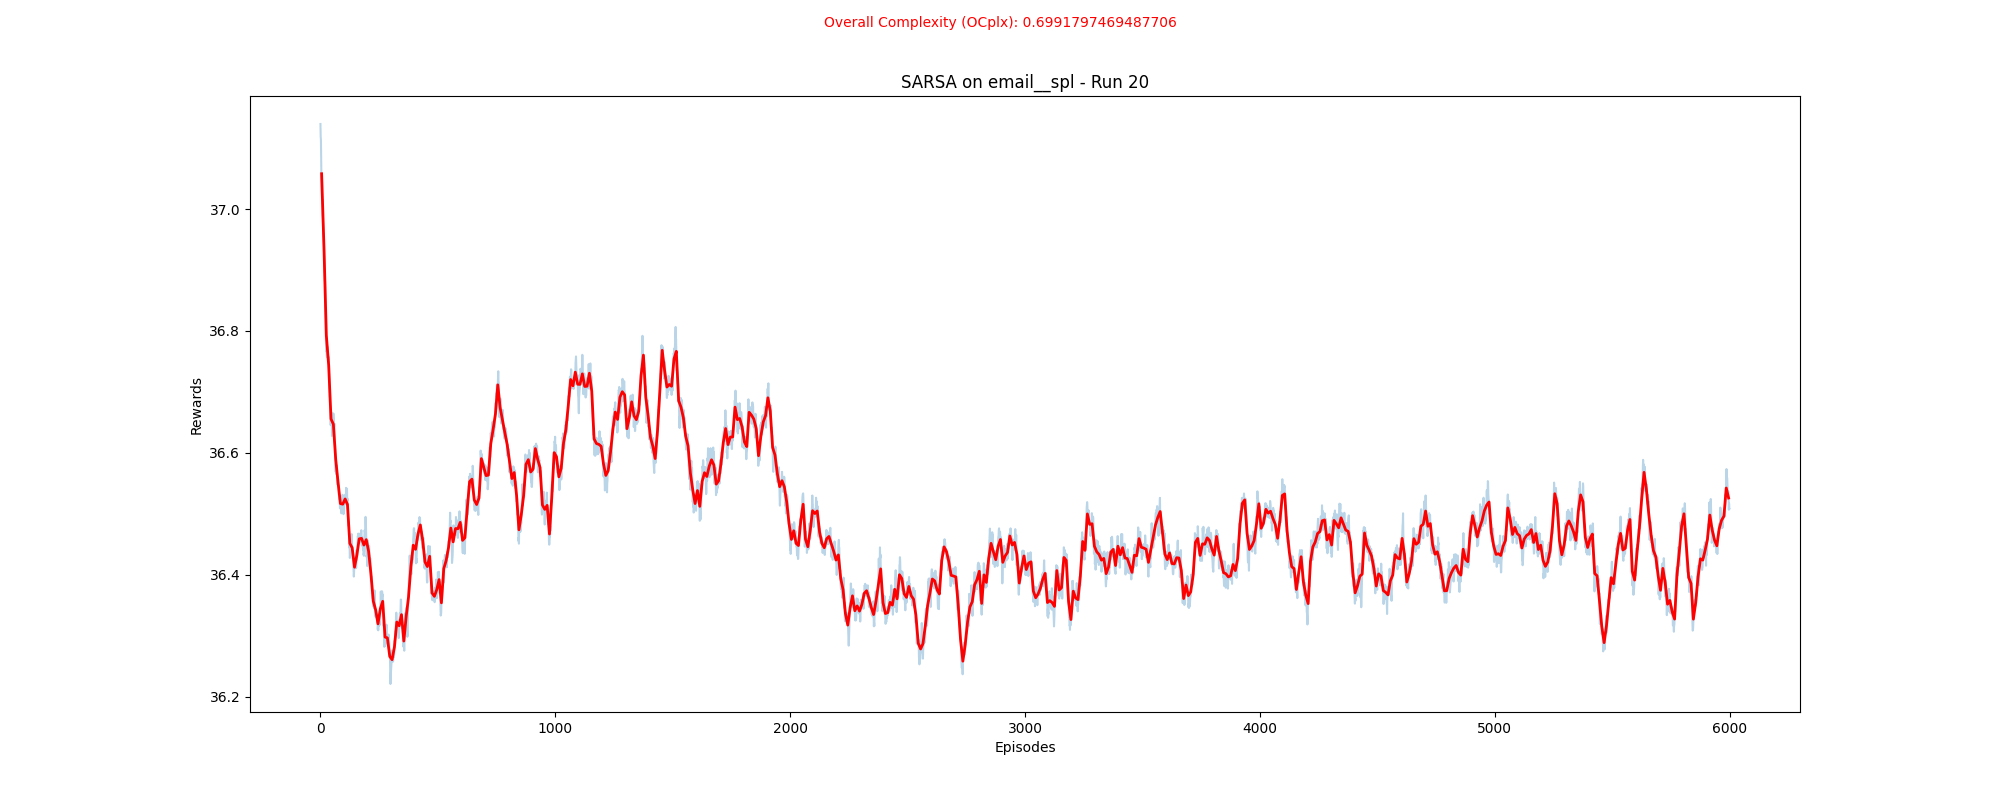 Overall Complexity (OCplx): 0.6991797469487706
SARSA on email__spl - Run 20
Rewards
37.0
36.8
36.6
36.4
36.2
0 1000 2000 3000 4000 5000 6000
Episodes